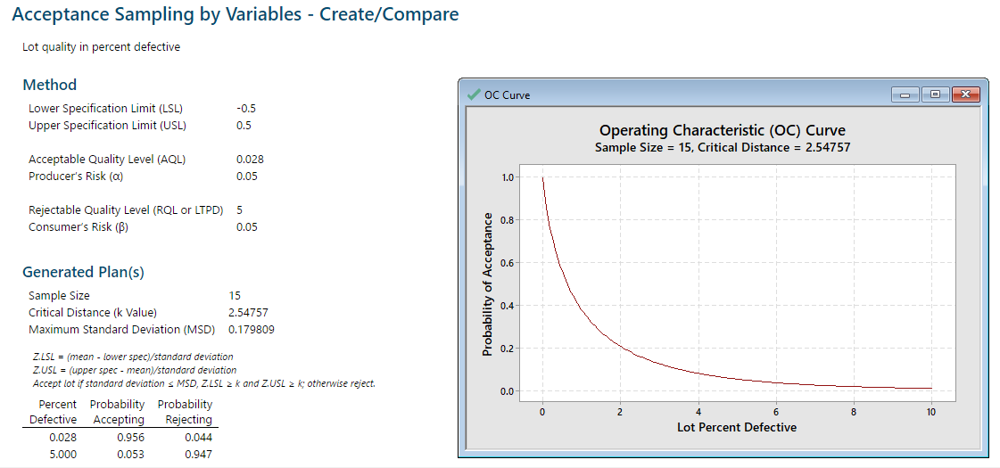 Acceptance Sampling by Variables - Create/Compare
Lot quality in percent defective
Method
Lower Specification Limit (LSL) -0.5
Upper Specification Limit (USL) 0.5
Acceptable Quality Level (AQL) 0.028
Producer's Risk (α) 0.05
Rejectable Quality Level (RQL or LTPD) 5
Consumer's Risk (β) 0.05
Generated Plan(s)
Sample Size 15
Critical Distance (k Value) 2.54757
Maximum Standard Deviation (MSD) 0.179809
Z.LSL = (mean - lower spec)/standard deviation
Z.USL = (upper spec - mean)/standard deviation
Accept lot if standard deviation ≤ MSD, Z.LSL ≥ k and Z.USL ≥ k; otherwise reject.
Percent Probability Probability
Defective Accepting Rejecting
0.028 0.956 0.044
5.000 0.053 0.947
OC Curve
Operating Characteristic (OC) Curve
Sample Size = 15, Critical Distance = 2.54757
Probability of Acceptance
1.0
0.8
0.6
0.4
0.2
0.0
0 2 4 6 8 10
Lot Percent Defective